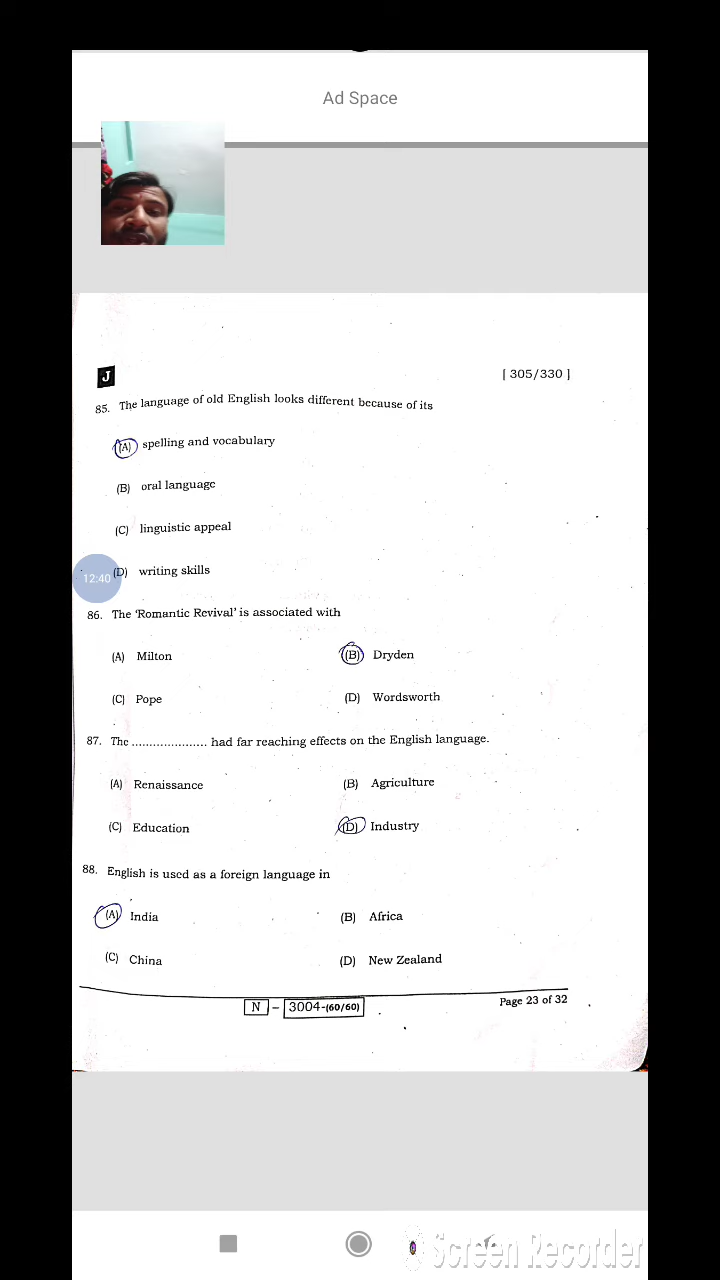 Ad Space
J
[ 305/330 ]
85. The language of old English looks different because of its
(A) spelling and vocabulary
(B) oral language
(C) linguistic appeal
12:40
(D) writing skills
86. The ‘Romantic Revival’ is associated with
(A) Milton (B) Dryden
(C) Pope (D) Wordsworth
87. The ..................... had far reaching effects on the English language.
(A) Renaissance (B) Agriculture
(C) Education (D) Industry
88. English is used as a foreign language in
(A) India (B) Africa
(C) China (D) New Zealand
N – 3004-(60/60) Page 23 of 32
Screen Recorder